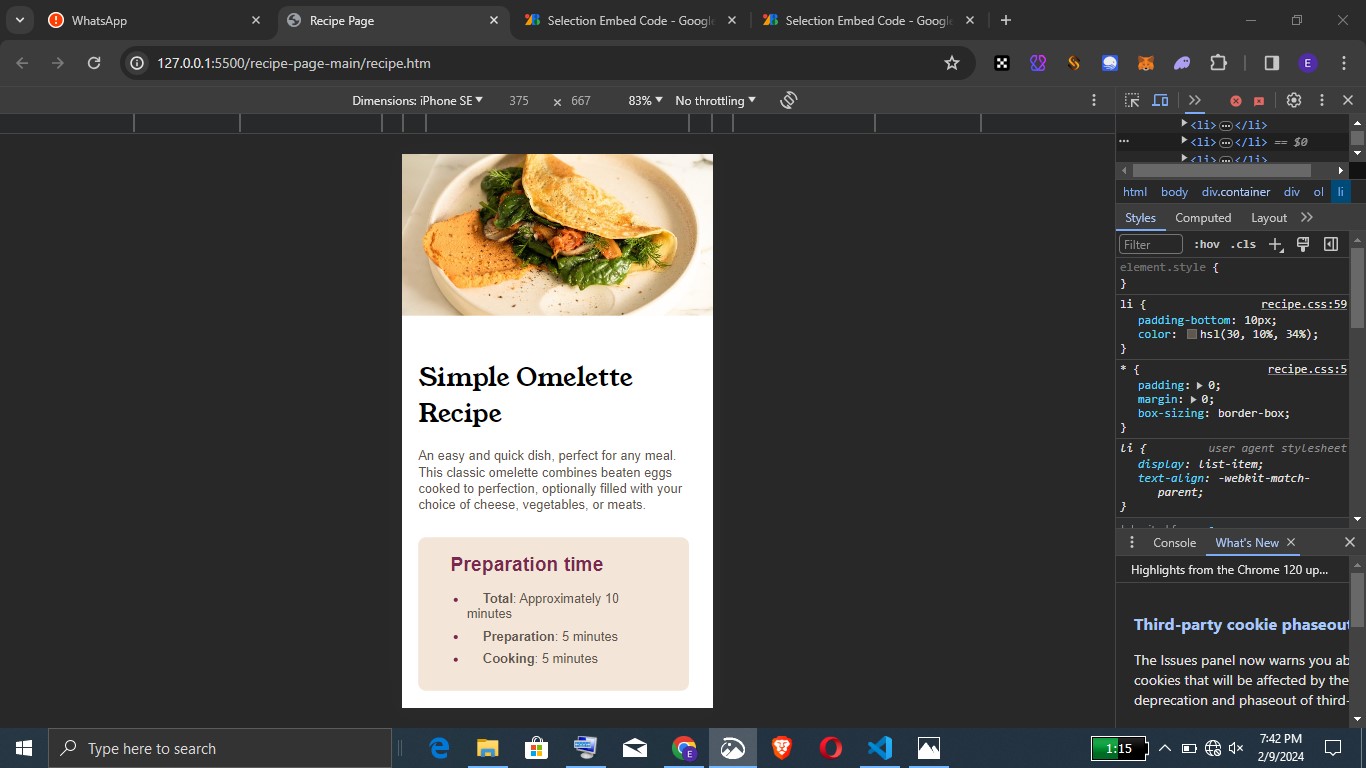 WhatsApp
Recipe Page
Selection Embed Code - Google
Selection Embed Code - Google
127.0.0.1:5500/recipe-page-main/recipe.htm
E
Dimensions: iPhone SE 375 × 667 83% No throttling
<li> ⋯ </li>
<li> ⋯ </li> == $0
<li> ⋯ </li>
html body div.container div ol li
Styles Computed Layout
Filter :hov .cls
element.style {
}
li { recipe.css:59
padding-bottom: 10px;
color: hsl(30, 10%, 34%);
}
* { recipe.css:5
padding: 0;
margin: 0;
box-sizing: border-box;
}
li { user agent stylesheet
display: list-item;
text-align: -webkit-match-
parent;
}
Console What's New
Highlights from the Chrome 120 up...
Third-party cookie phaseout
The Issues panel now warns you ab
cookies that will be affected by the
deprecation and phaseout of third-
Simple Omelette
Recipe
An easy and quick dish, perfect for any meal.
This classic omelette combines beaten eggs
cooked to perfection, optionally filled with your
choice of cheese, vegetables, or meats.
Preparation time
• Total: Approximately 10
minutes
• Preparation: 5 minutes
• Cooking: 5 minutes
Type here to search
E
1:15
7:42 PM
2/9/2024